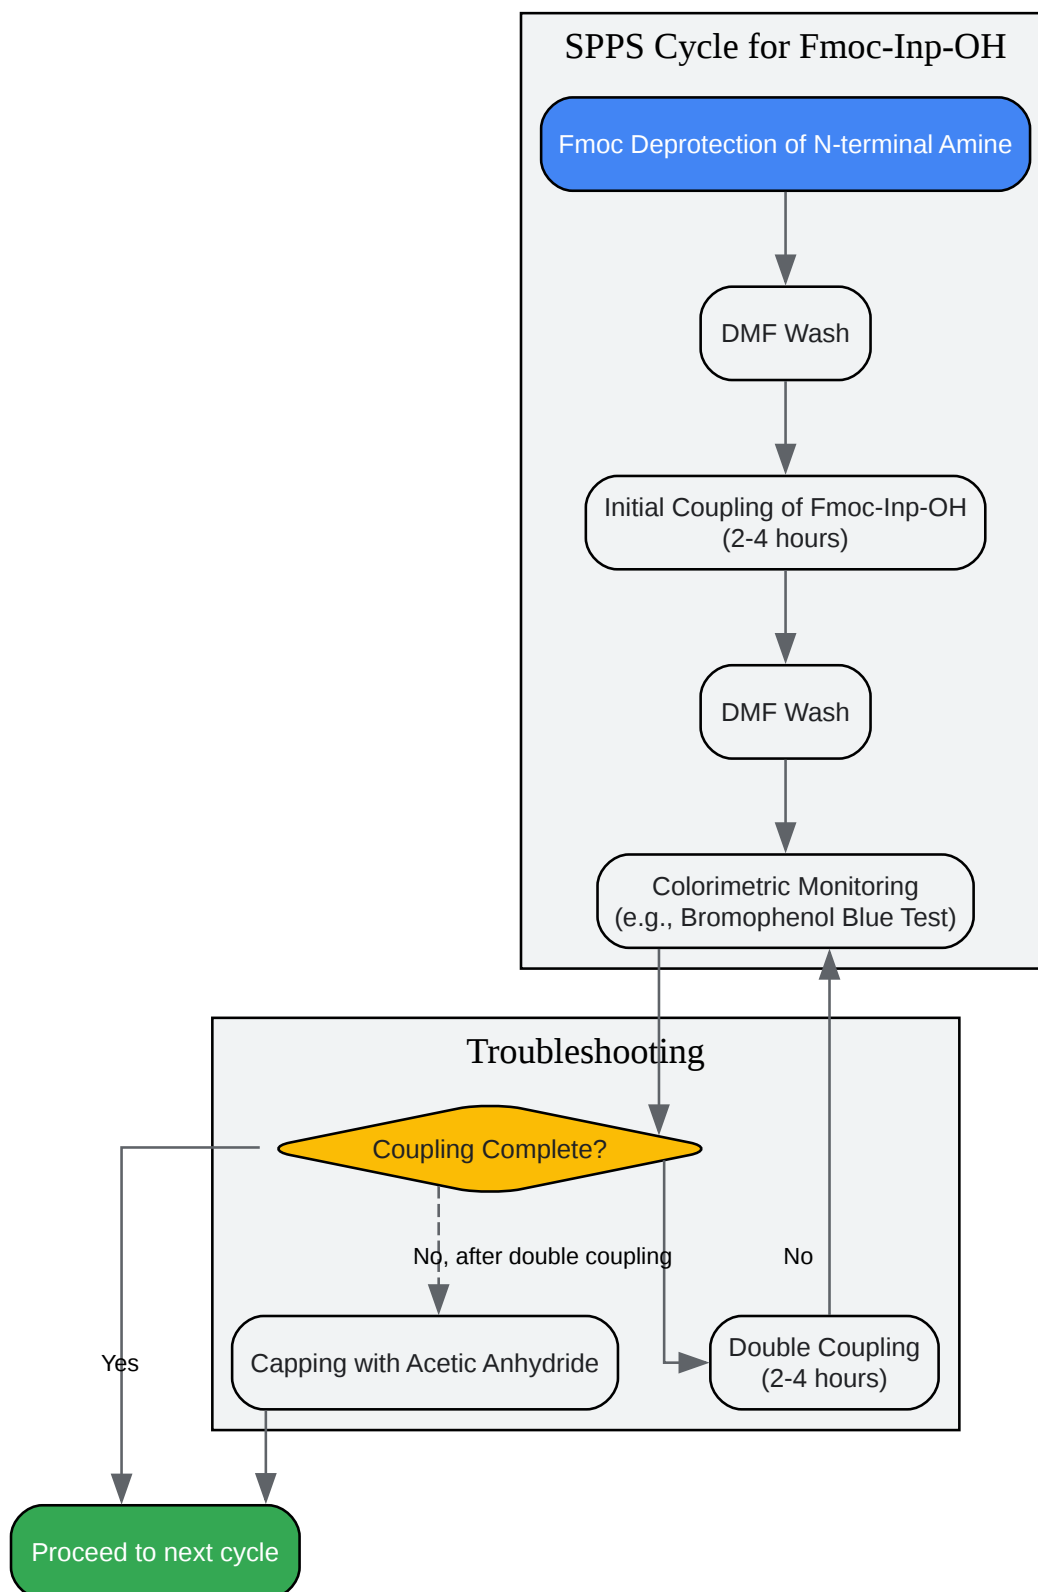 SPPS Cycle for Fmoc-Inp-OH
Fmoc Deprotection of N-terminal Amine
DMF Wash
Initial Coupling of Fmoc-Inp-OH
(2-4 hours)
DMF Wash
Colorimetric Monitoring
(e.g., Bromophenol Blue Test)
Troubleshooting
Coupling Complete?
No, after double coupling
No
Yes
Capping with Acetic Anhydride
Double Coupling
(2-4 hours)
Proceed to next cycle